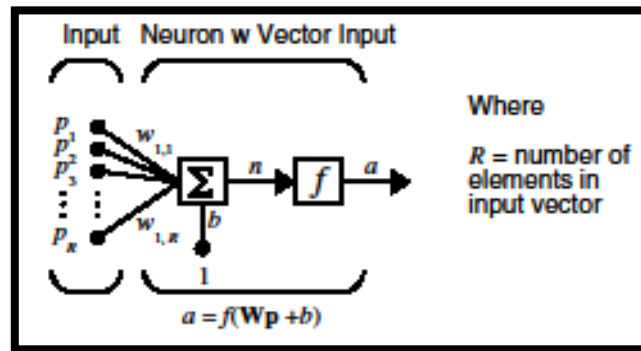 Input Neuron w Vector Input
p1
p2
p3
pR
w1,1
w1,R
Σ
n
f
a
b
1
a = f(Wp +b)
Where
R = number of
elements in
input vector